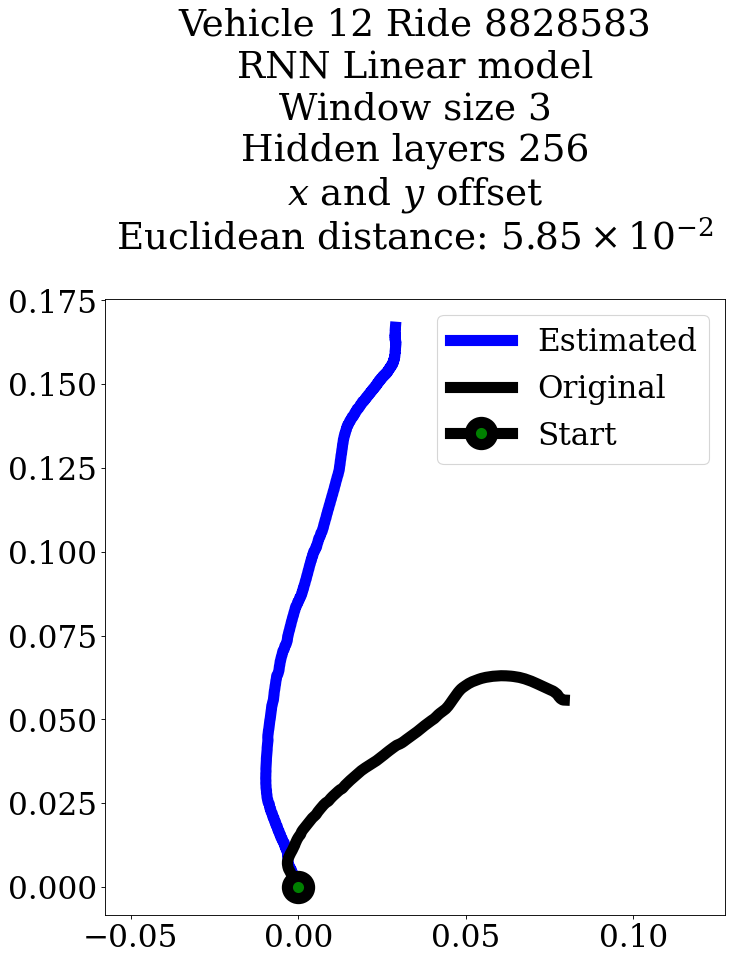 Vehicle 12 Ride 8828583
RNN Linear model
Window size 3
Hidden layers 256
x and y offset
Euclidean distance: 5.85 × 10⁻²
0.175
0.150
0.125
0.100
0.075
0.050
0.025
0.000
Estimated
Original
Start
−0.05
0.00
0.05
0.10